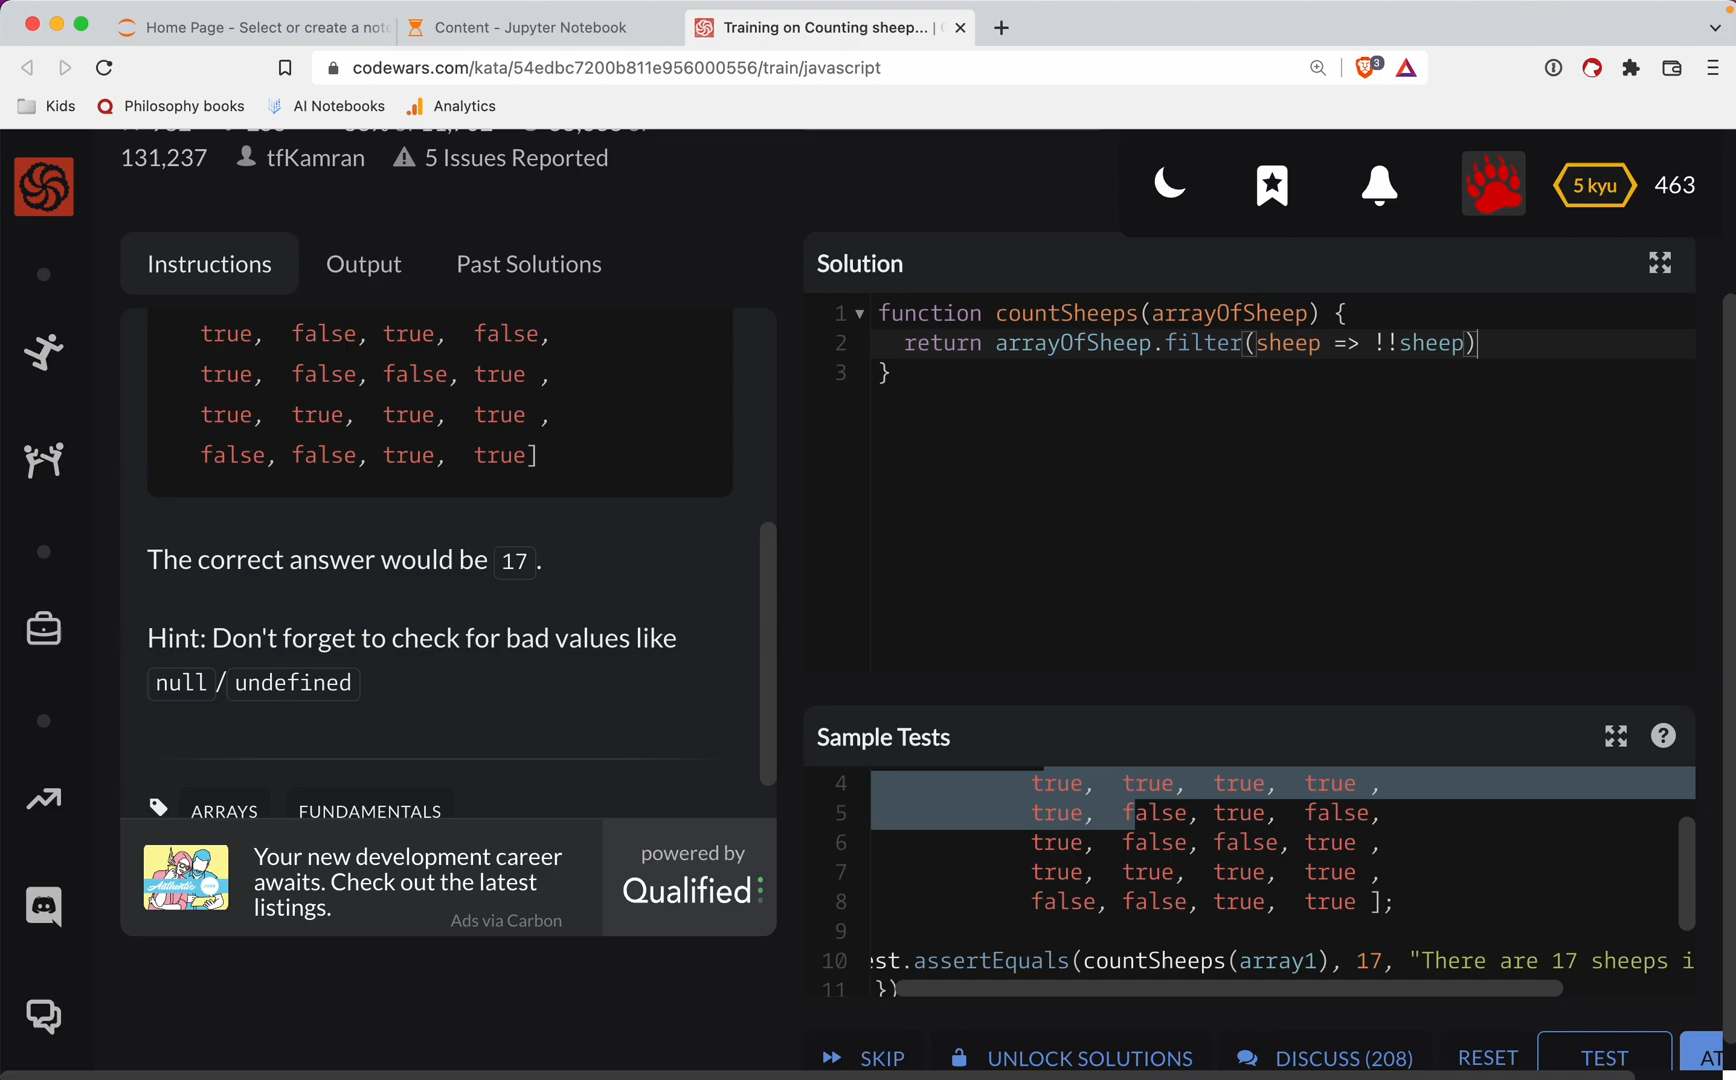 Home Page - Select or create a note
Content - Jupyter Notebook
Training on Counting sheep... |
codewars.com/kata/54edbc7200b811e956000556/train/javascript
3
Kids
Philosophy books
AI Notebooks
Analytics
131,237 tfKamran 5 Issues Reported
5 kyu 463
Instructions Output Past Solutions
true, false, true, false,
true, false, false, true ,
true, true, true, true ,
false, false, true, true]
The correct answer would be 17.
Hint: Don't forget to check for bad values like
null/undefined
ARRAYS FUNDAMENTALS
Your new development career
awaits. Check out the latest
listings.
Authentic
Ads via Carbon
powered by
Qualified
Solution
1 function countSheeps(arrayOfSheep) {
2 return arrayOfSheep.filter(sheep => !!sheep)
3 }
Sample Tests
4 true, true, true, true ,
5 true, false, true, false,
6 true, false, false, true ,
7 true, true, true, true ,
8 false, false, true, true ];
9
10 est.assertEquals(countSheeps(array1), 17, "There are 17 sheeps i
11 })
SKIP UNLOCK SOLUTIONS DISCUSS (208) RESET TEST AT